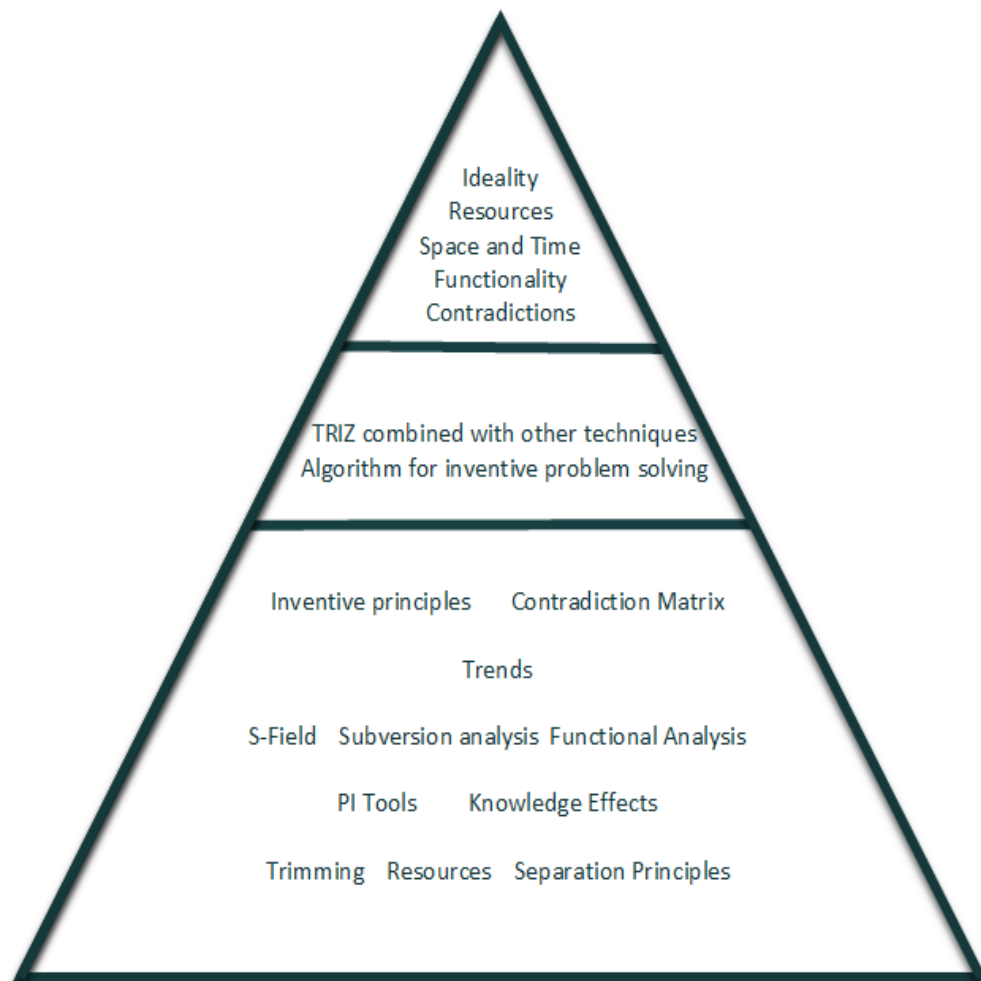 Ideality
Resources
Space and Time
Functionality
Contradictions
TRIZ combined with other techniques
Algorithm for inventive problem solving
Inventive principles Contradiction Matrix
Trends
S-Field Subversion analysis Functional Analysis
PI Tools Knowledge Effects
Trimming Resources Separation Principles